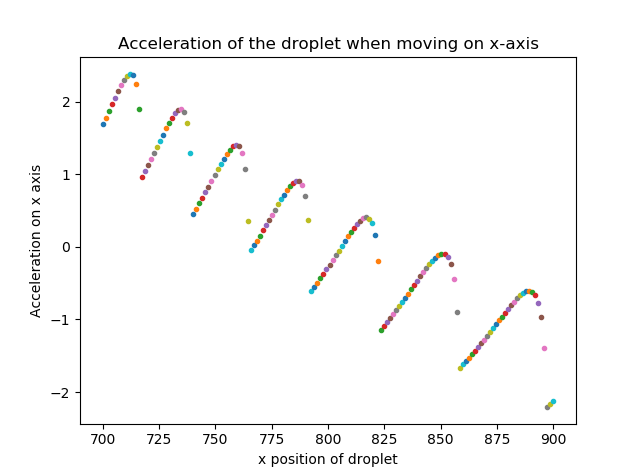 Acceleration of the droplet when moving on x-axis
Acceleration on x axis
2
1
0
−1
−2
700 725 750 775 800 825 850 875 900
x position of droplet